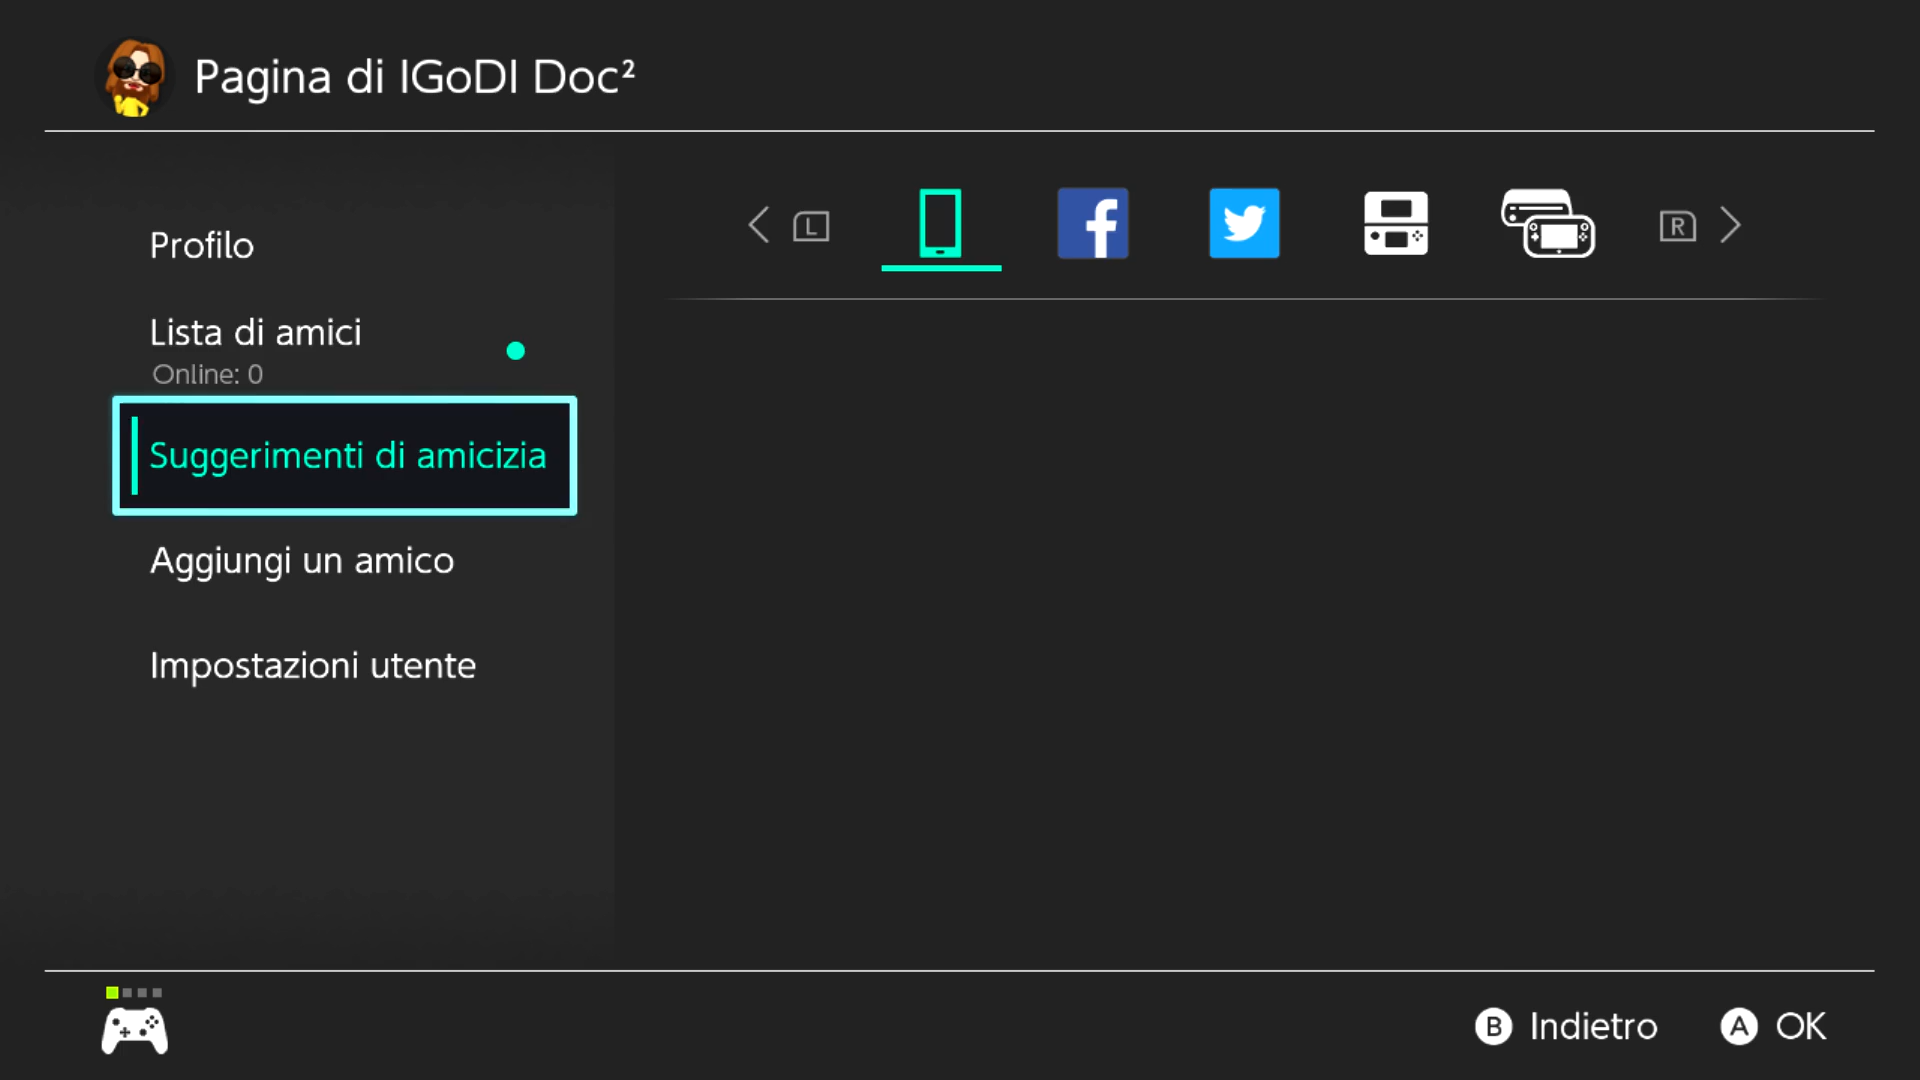 Pagina di IGoDI Doc²
L
R
Profilo
Lista di amici
Online: 0
Suggerimenti di amicizia
Aggiungi un amico
Impostazioni utente
B Indietro
A OK